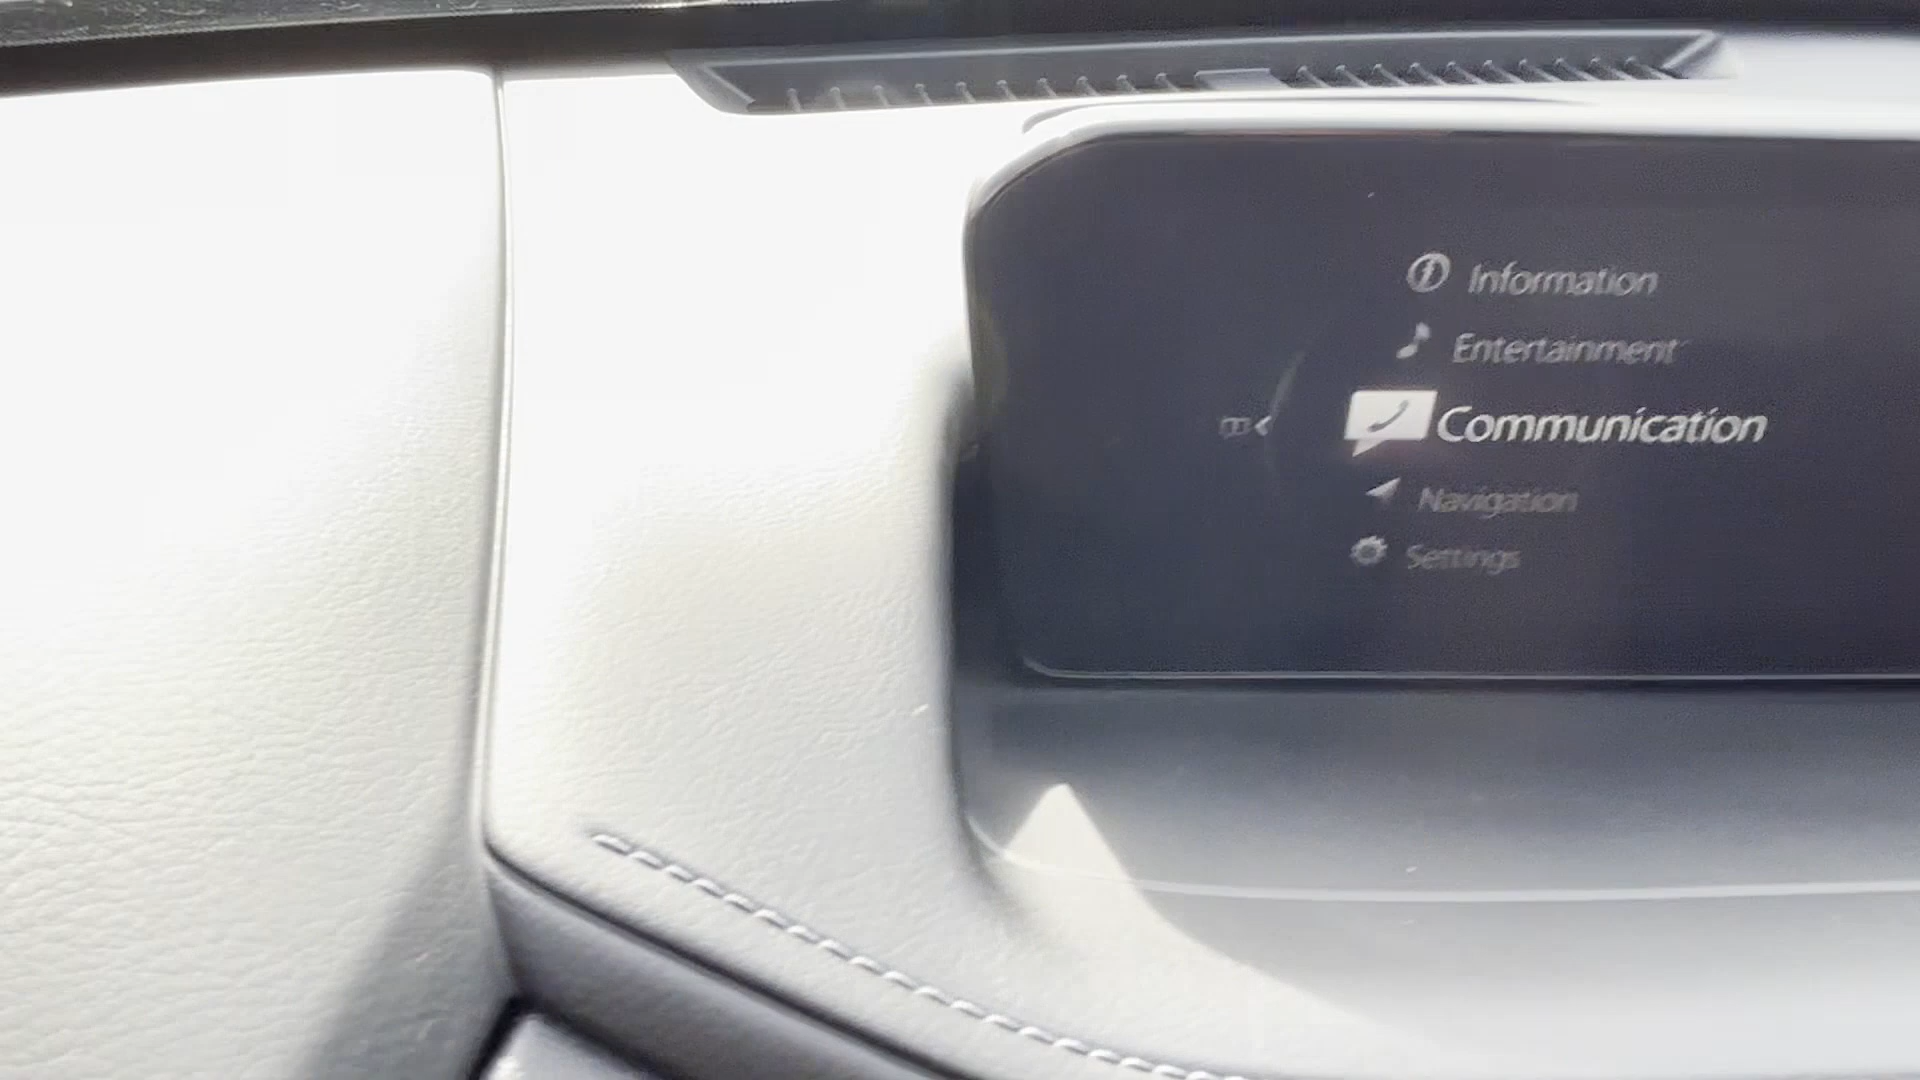 Information
Entertainment
Communication
Navigation
Settings